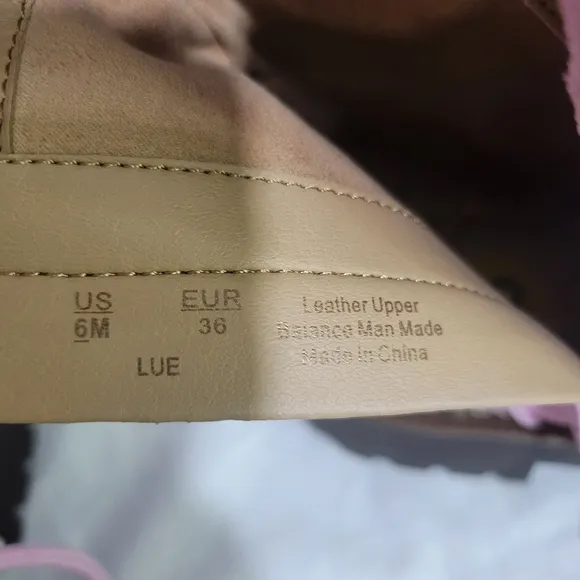 US EUR
6M 36
LUE
Leather Upper
Balance Man Made
Made In China